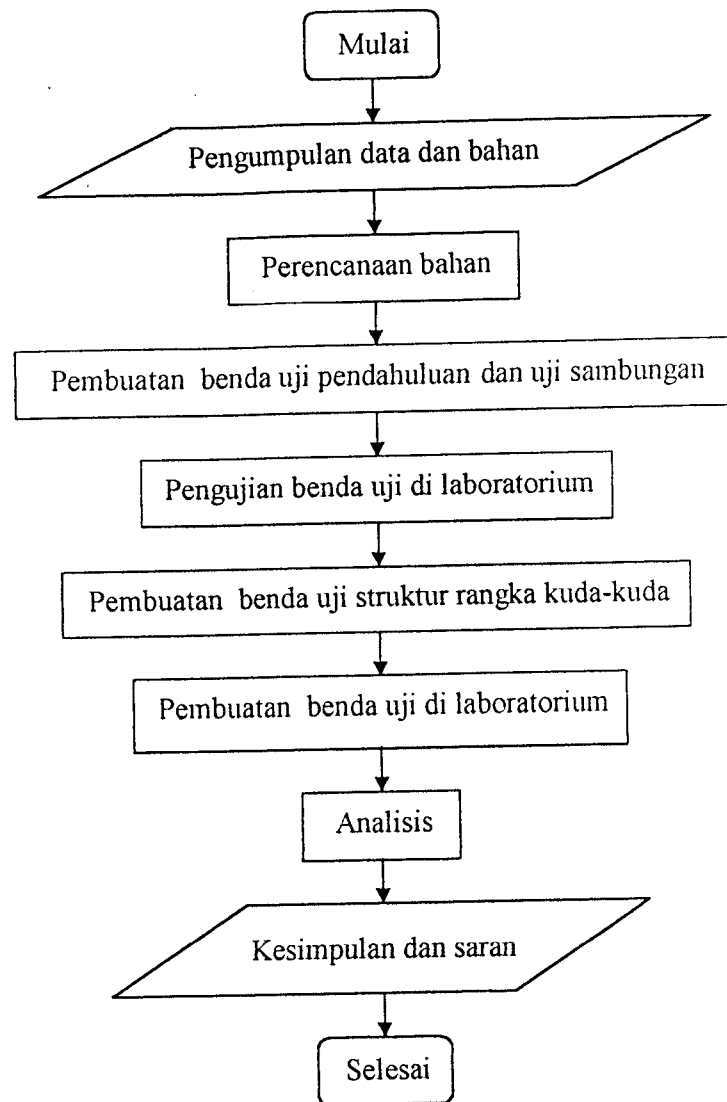 Mulai
Pengumpulan data dan bahan
Perencanaan bahan
Pembuatan benda uji pendahuluan dan uji sambungan
Pengujian benda uji di laboratorium
Pembuatan benda uji struktur rangka kuda-kuda
Pembuatan benda uji di laboratorium
Analisis
Kesimpulan dan saran
Selesai